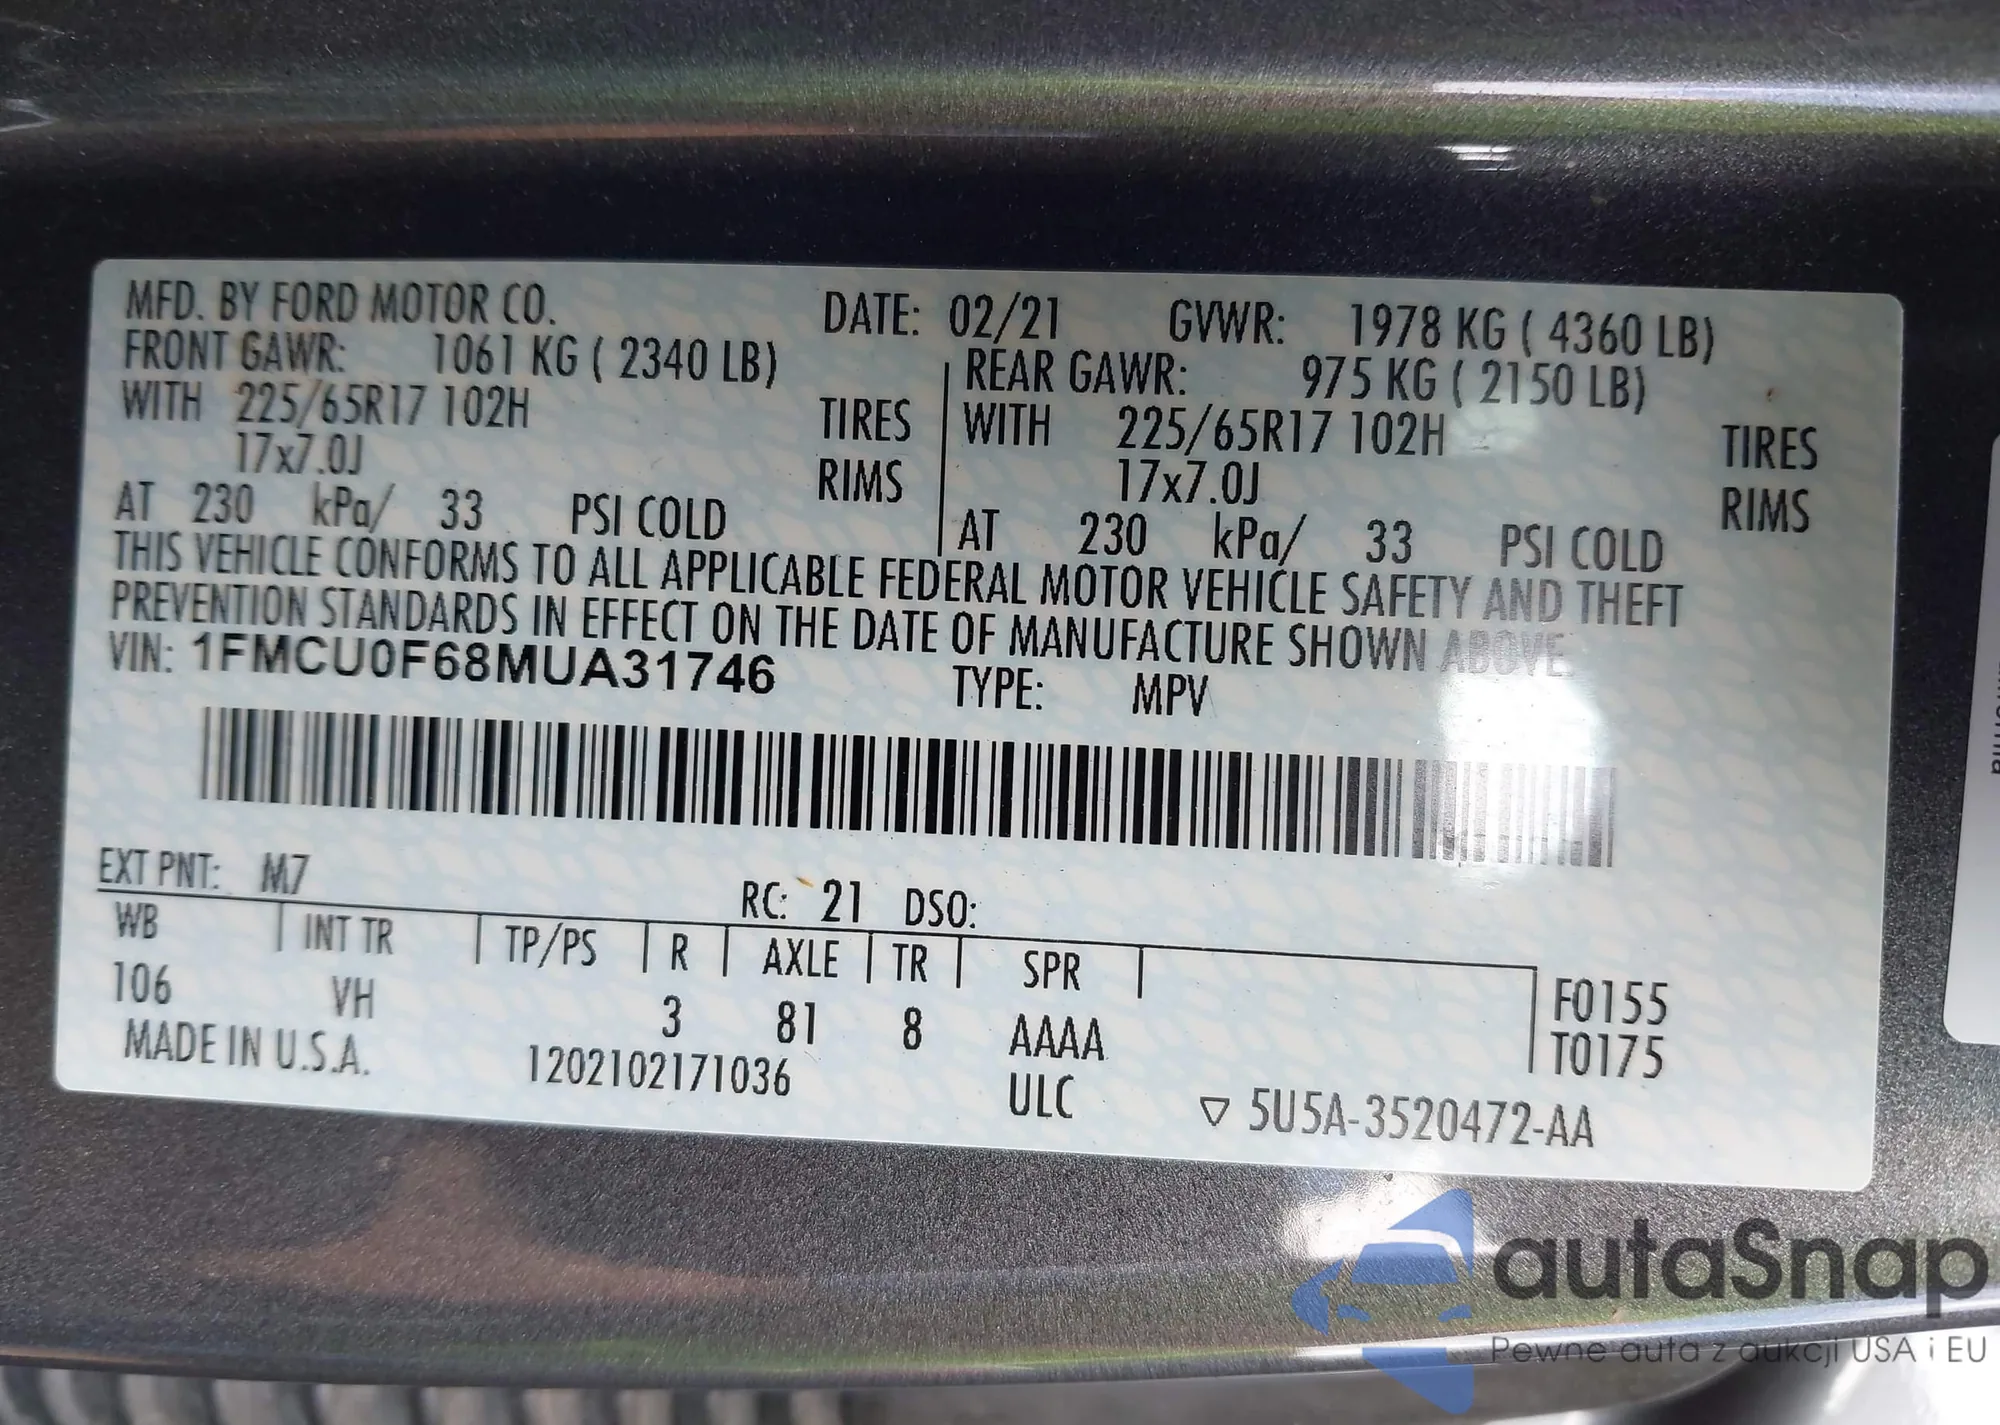 MFD. BY FORD MOTOR CO. DATE: 02/21 GVWR: 1978 KG ( 4360 LB)
FRONT GAWR: 1061 KG ( 2340 LB) REAR GAWR: 975 KG ( 2150 LB)
WITH 225/65R17 102H TIRES WITH 225/65R17 102H TIRES
17x7.0J RIMS 17x7.0J RIMS
AT 230 kPa/ 33 PSI COLD AT 230 kPa/ 33 PSI COLD
THIS VEHICLE CONFORMS TO ALL APPLICABLE FEDERAL MOTOR VEHICLE SAFETY AND THEFT
PREVENTION STANDARDS IN EFFECT ON THE DATE OF MANUFACTURE SHOWN ABOVE.
VIN: 1FMCU0F68MUA31746 TYPE: MPV
EXT PNT: M7 RC: 21 DSO:
WB INT TR TP/PS R AXLE TR SPR
106 VH 3 81 8 AAAA F0155
T0175
MADE IN U.S.A. 1202102171036 ULC ▽ 5U5A-3520472-AA
autaSnap
Pewne auta z aukcji USA i EU